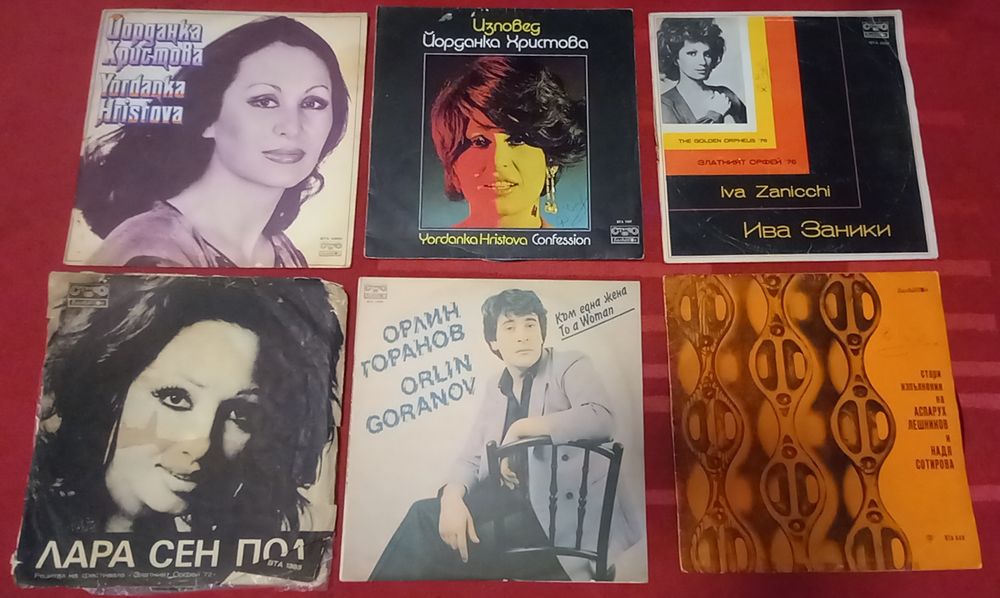 Йорданка
Христова
Yordanka
Hristova
Изповед
Йорданка Христова
Yordanka Hristova Confession
THE GOLDEN ORPHEUS '76
ЗЛАТНИЯТ ОРФЕЙ '76
Iva Zanicchi
Ива Заники
ЛАРА СЕН ПОЛ
ВТА 1385
Рецитал на фестивала "Златният Орфей '72"
ОРЛИН
ГОРАНОВ
ORLIN
GORANOV
Към една жена
To a Woman
стари
изпълнения
на
АСПАРУХ
ЛЕШНИКОВ
и
НАДЯ
СОТИРОВА